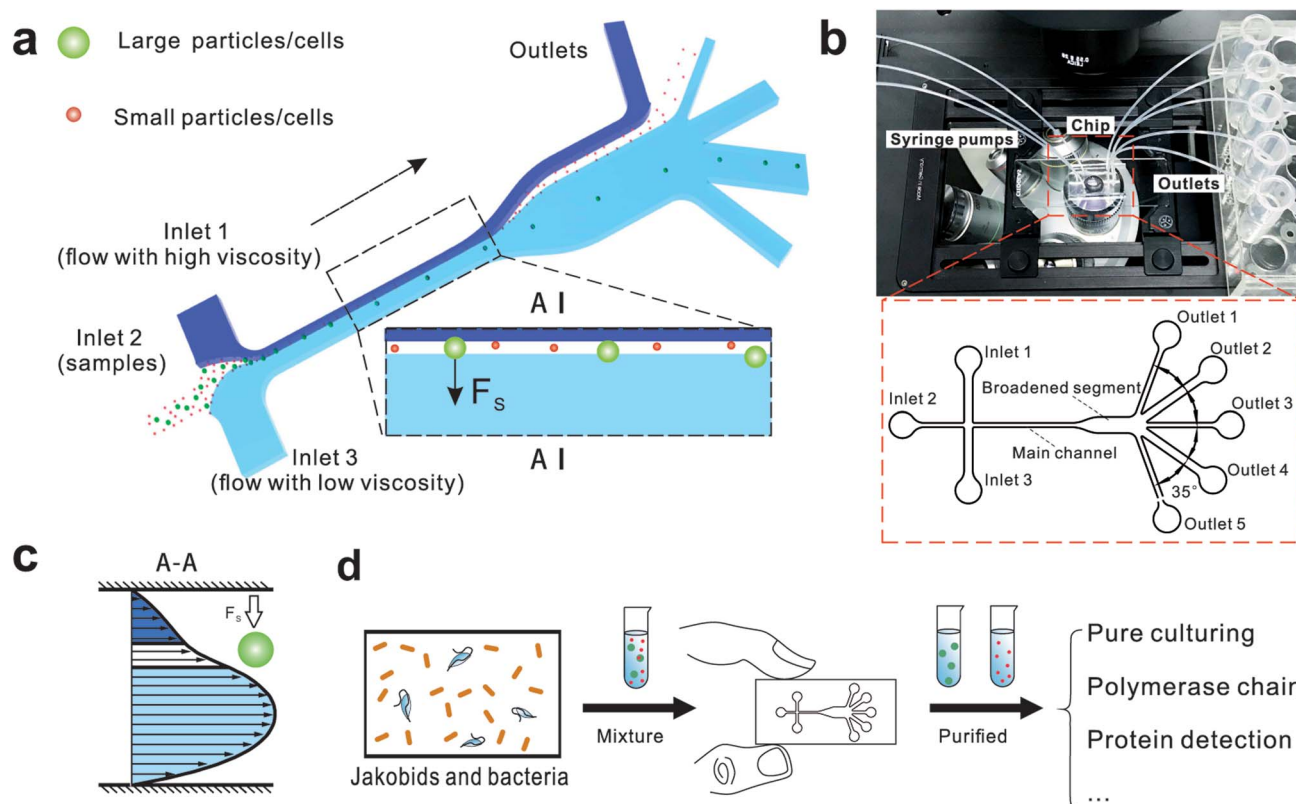 a
Large particles/cells
Small particles/cells
Outlets
Inlet 1
(flow with high viscosity)
Inlet 2
(samples)
Inlet 3
(flow with low viscosity)
A I
F_S
A I
b
Syringe pumps
Chip
Outlets
LEICA
Inlet 1
Inlet 2
Inlet 3
Broadened segment
Main channel
Outlet 1
Outlet 2
Outlet 3
Outlet 4
35°
Outlet 5
c
A-A
F_S
d
Jakobids and bacteria
Mixture
Purified
Pure culturing
Polymerase chain
Protein detection
...